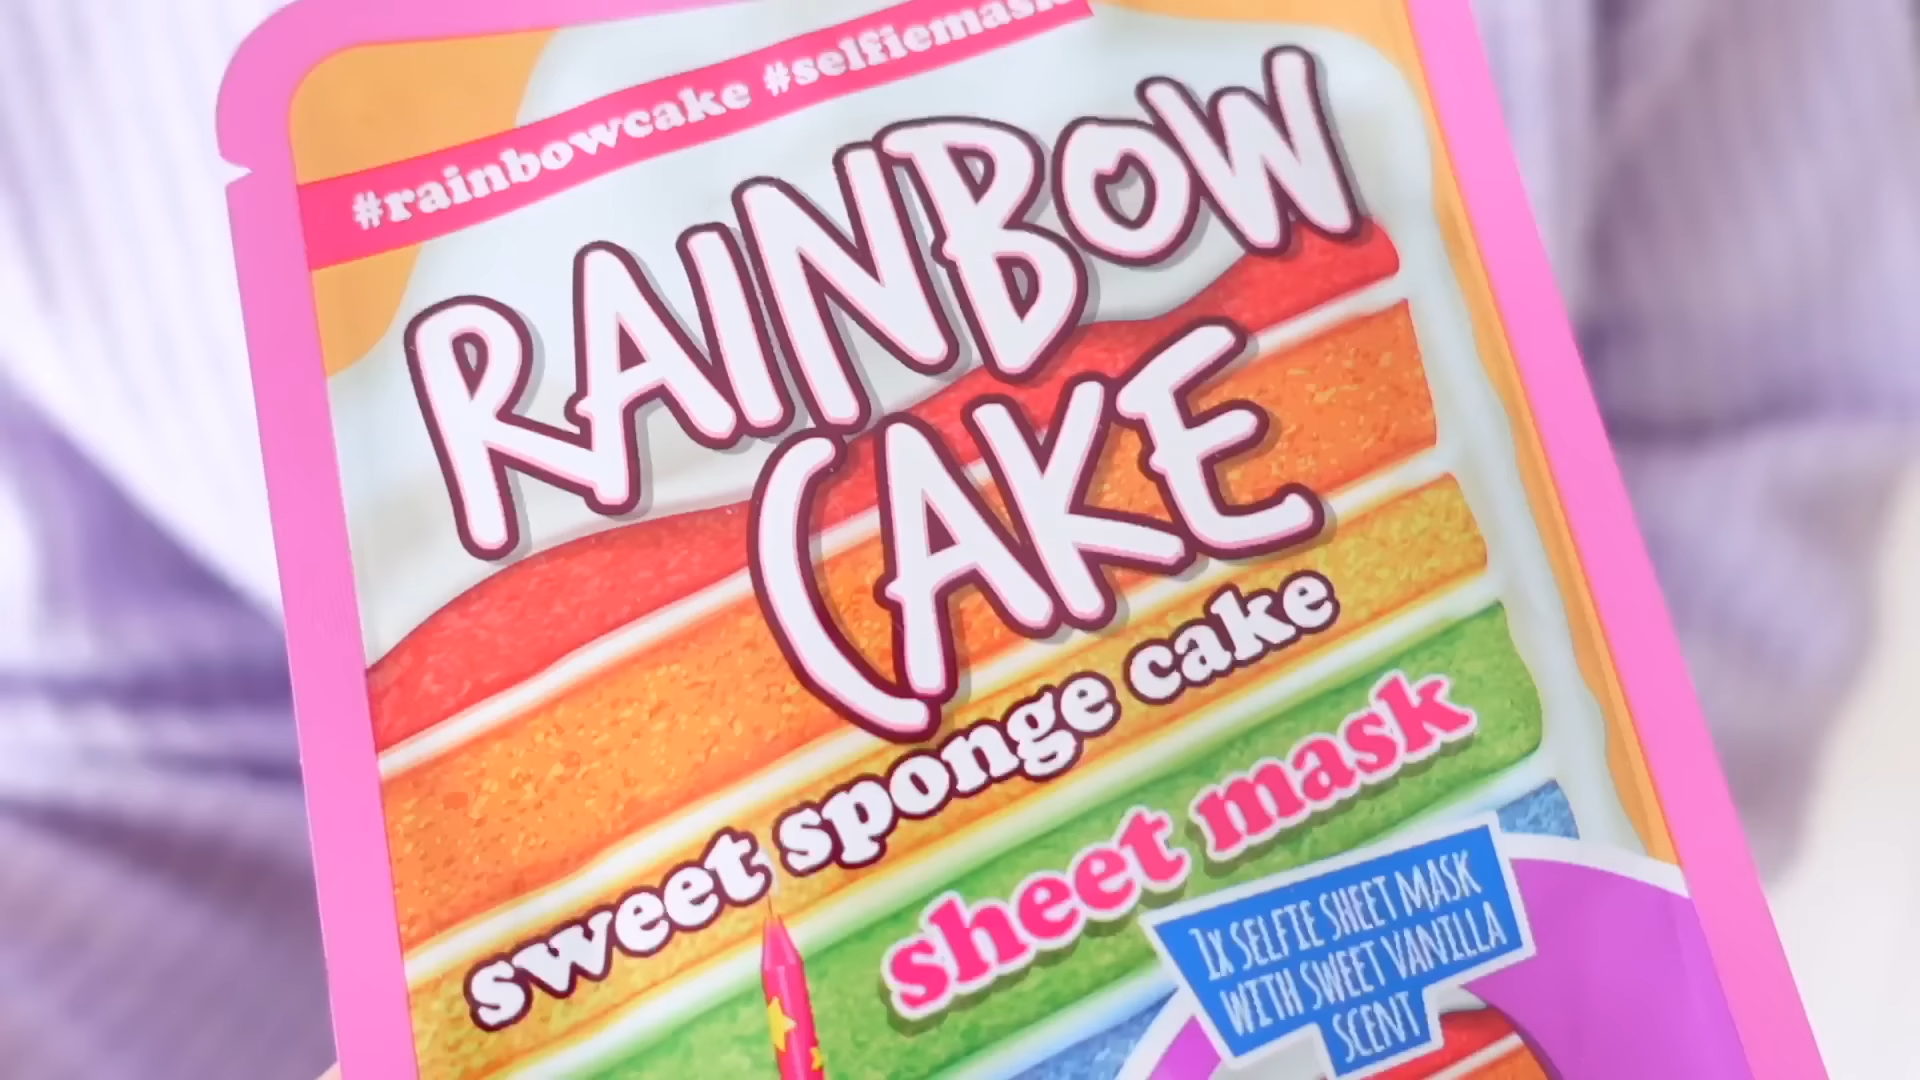 #rainbowcake #selfiemask
RAINBOW
CAKE
sweet sponge cake
sheet mask
1X SELFIE SHEET MASK
WITH SWEET VANILLA
SCENT